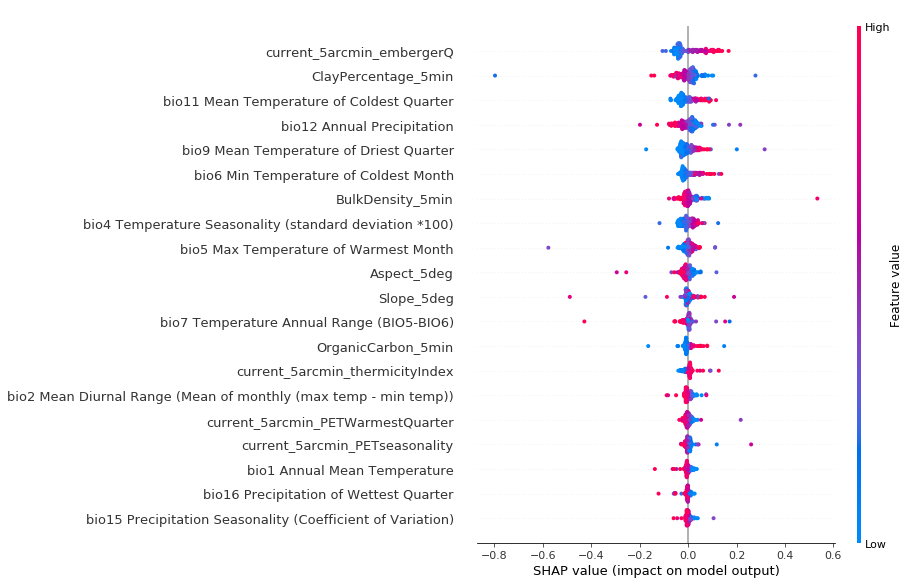 High
current_5arcmin_embergerQ
ClayPercentage_5min
bio11 Mean Temperature of Coldest Quarter
bio12 Annual Precipitation
bio9 Mean Temperature of Driest Quarter
bio6 Min Temperature of Coldest Month
BulkDensity_5min
bio4 Temperature Seasonality (standard deviation *100)
bio5 Max Temperature of Warmest Month
Aspect_5deg
Slope_5deg
bio7 Temperature Annual Range (BIO5-BIO6)
OrganicCarbon_5min
current_5arcmin_thermicityIndex
bio2 Mean Diurnal Range (Mean of monthly (max temp - min temp))
current_5arcmin_PETWarmestQuarter
current_5arcmin_PETseasonality
bio1 Annual Mean Temperature
bio16 Precipitation of Wettest Quarter
bio15 Precipitation Seasonality (Coefficient of Variation)
Feature value
Low
−0.8 −0.6 −0.4 −0.2 0.0 0.2 0.4 0.6
SHAP value (impact on model output)